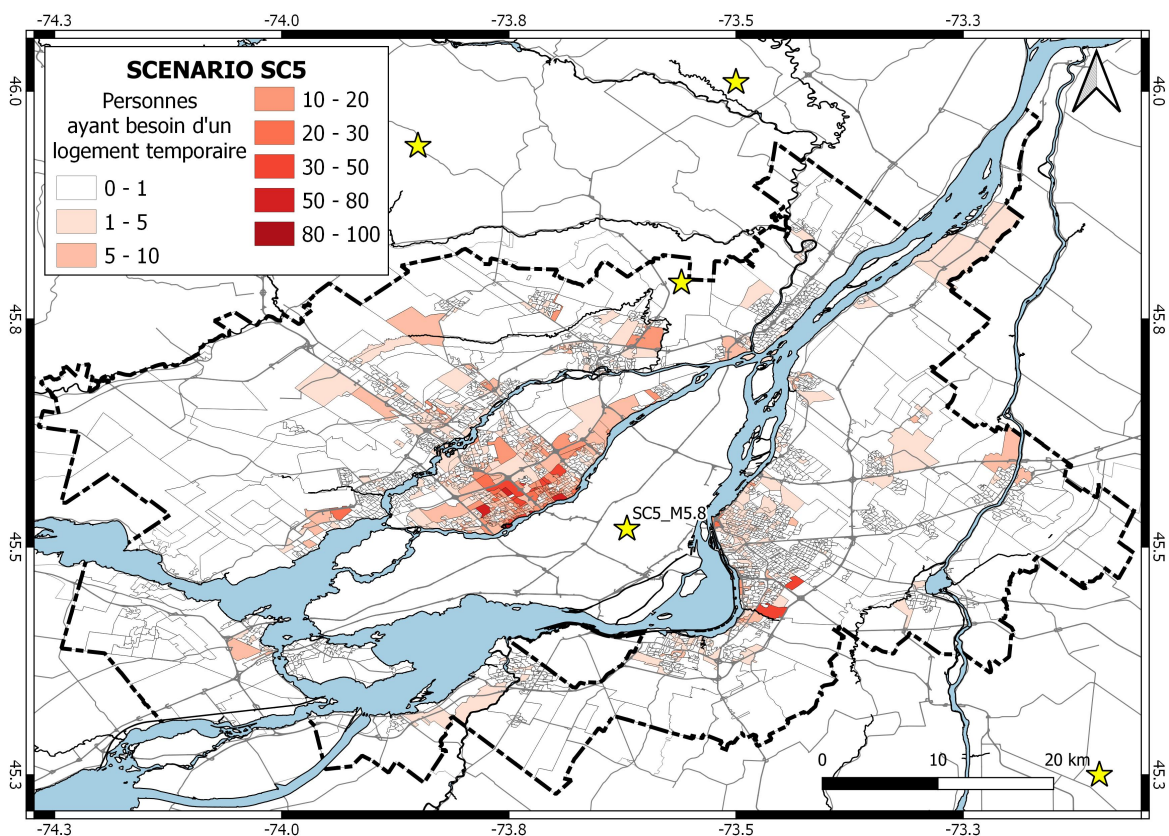 -74.3 -74.0 -73.8 -73.5 -73.3
SCENARIO SC5
Personnes
ayant besoin d'un
logement temporaire
0 - 1
1 - 5
5 - 10
10 - 20
20 - 30
30 - 50
50 - 80
80 - 100
46.0 46.0
45.8 45.8
SC5_M5.8
45.5 45.5
0 10 20 km
45.3 45.3
-74.3 -74.0 -73.8 -73.5 -73.3